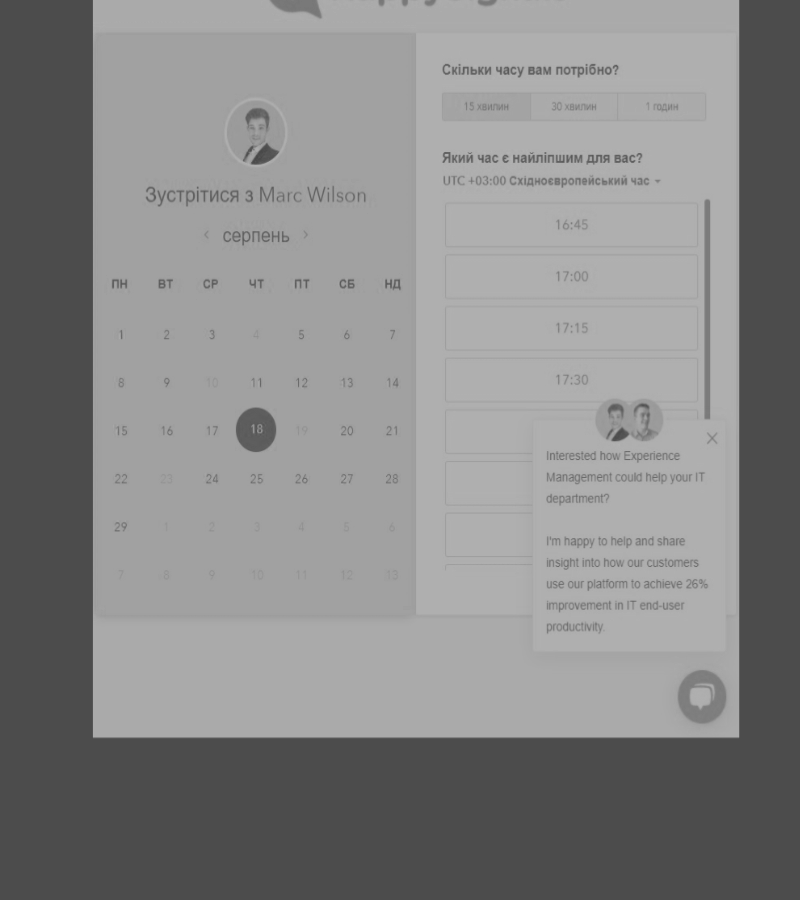 Зустрітися з Marc Wilson
‹ серпень ›
ПН ВТ СР ЧТ ПТ СБ НД
1 2 3 4 5 6 7
8 9 10 11 12 13 14
15 16 17 18 19 20 21
22 23 24 25 26 27 28
29 1 2 3 4 5 6
7 8 9 10 11 12 13
Скільки часу вам потрібно?
15 хвилин 30 хвилин 1 годин
Який час є найліпшим для вас?
UTC +03:00 Східноєвропейський час
16:45
17:00
17:15
17:30
Interested how Experience
Management could help your IT
department?
I'm happy to help and share
insight into how our customers
use our platform to achieve 26%
improvement in IT end-user
productivity.